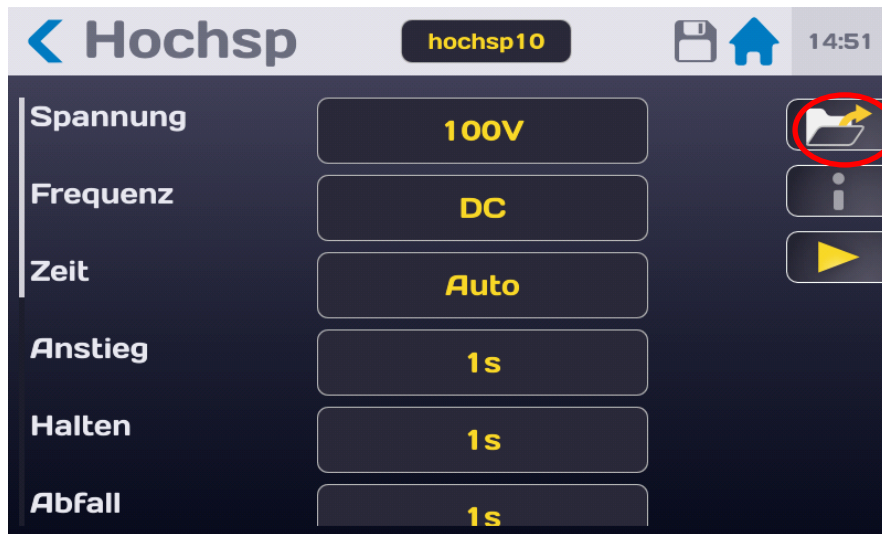 Hochsp
hochsp10
14:51
Spannung
100V
Frequenz
DC
Zeit
Auto
Anstieg
1s
Halten
1s
Abfall
1s